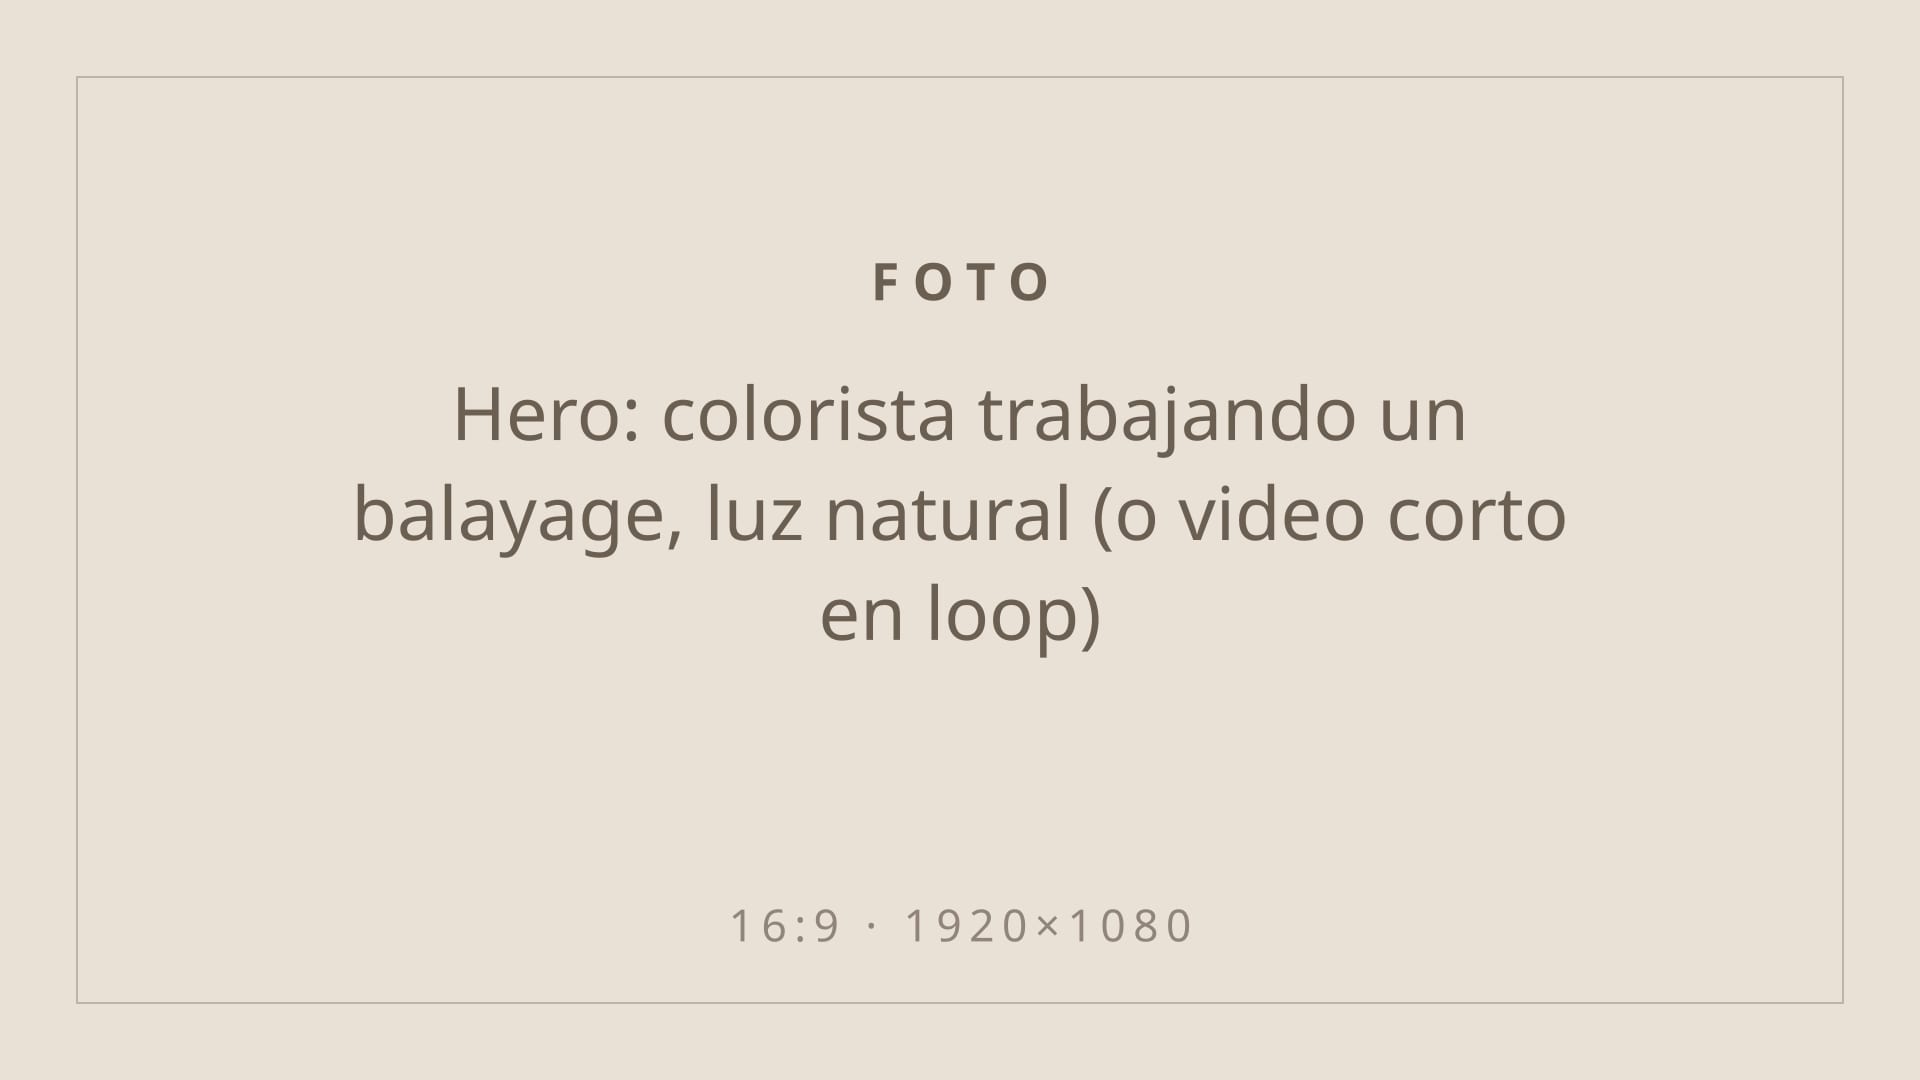 FOTO
Hero: colorista trabajando un
balayage, luz natural (o video corto
en loop)
16:9 · 1920×1080